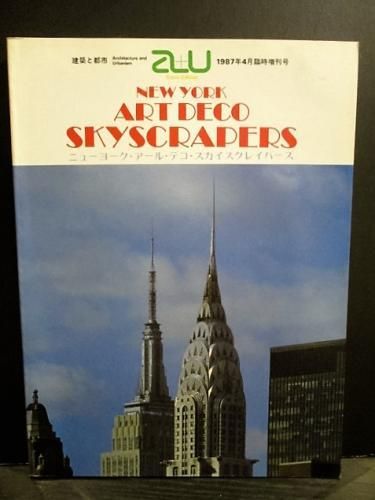 建築と都市
Architecture and
Urbanism
a+u
1987年4月臨時増刊号
Extra Edition
NEW YORK
ART DECO
SKYSCRAPERS
ニューヨーク・アール・デコ・スカイスクレイパース